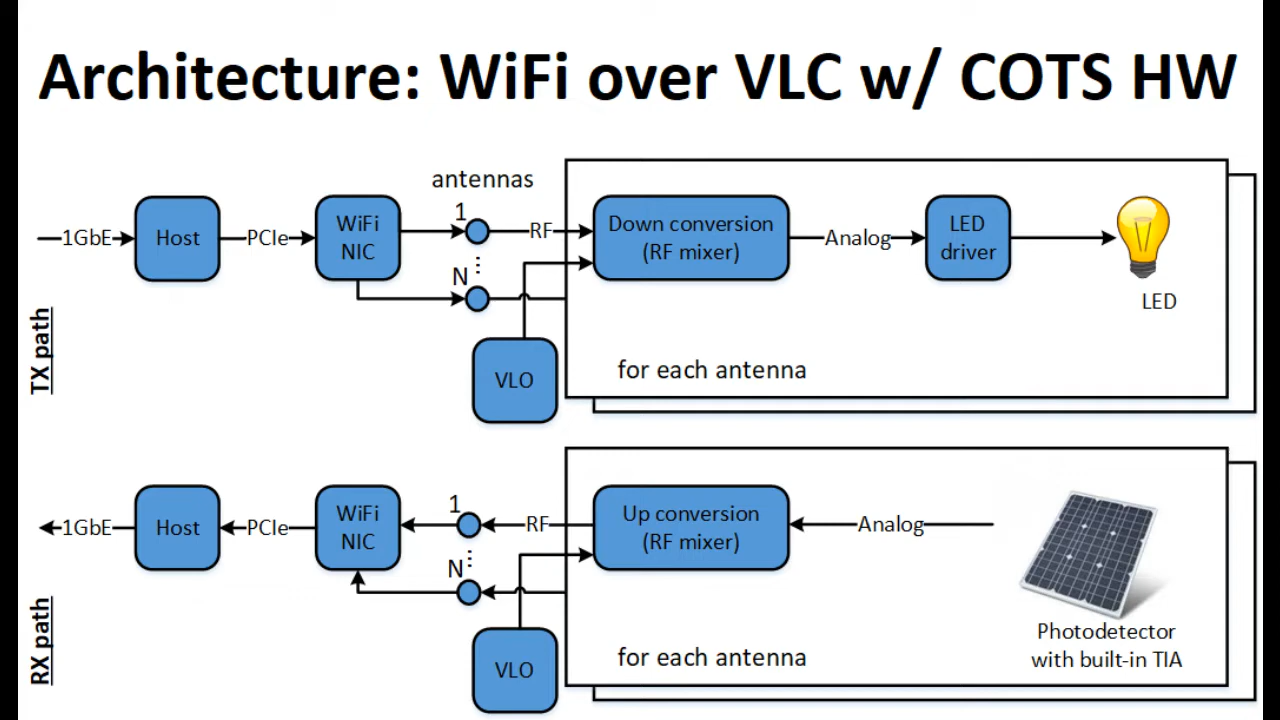 Architecture: WiFi over VLC w/ COTS HW
antennas
TX path
1GbE
Host
PCIe
WiFi
NIC
1
⋮
N
RF
VLO
Down conversion
(RF mixer)
Analog
LED
driver
LED
for each antenna
RX path
1GbE
Host
PCIe
WiFi
NIC
1
⋮
N
RF
VLO
Up conversion
(RF mixer)
Analog
Photodetector
with built-in TIA
for each antenna